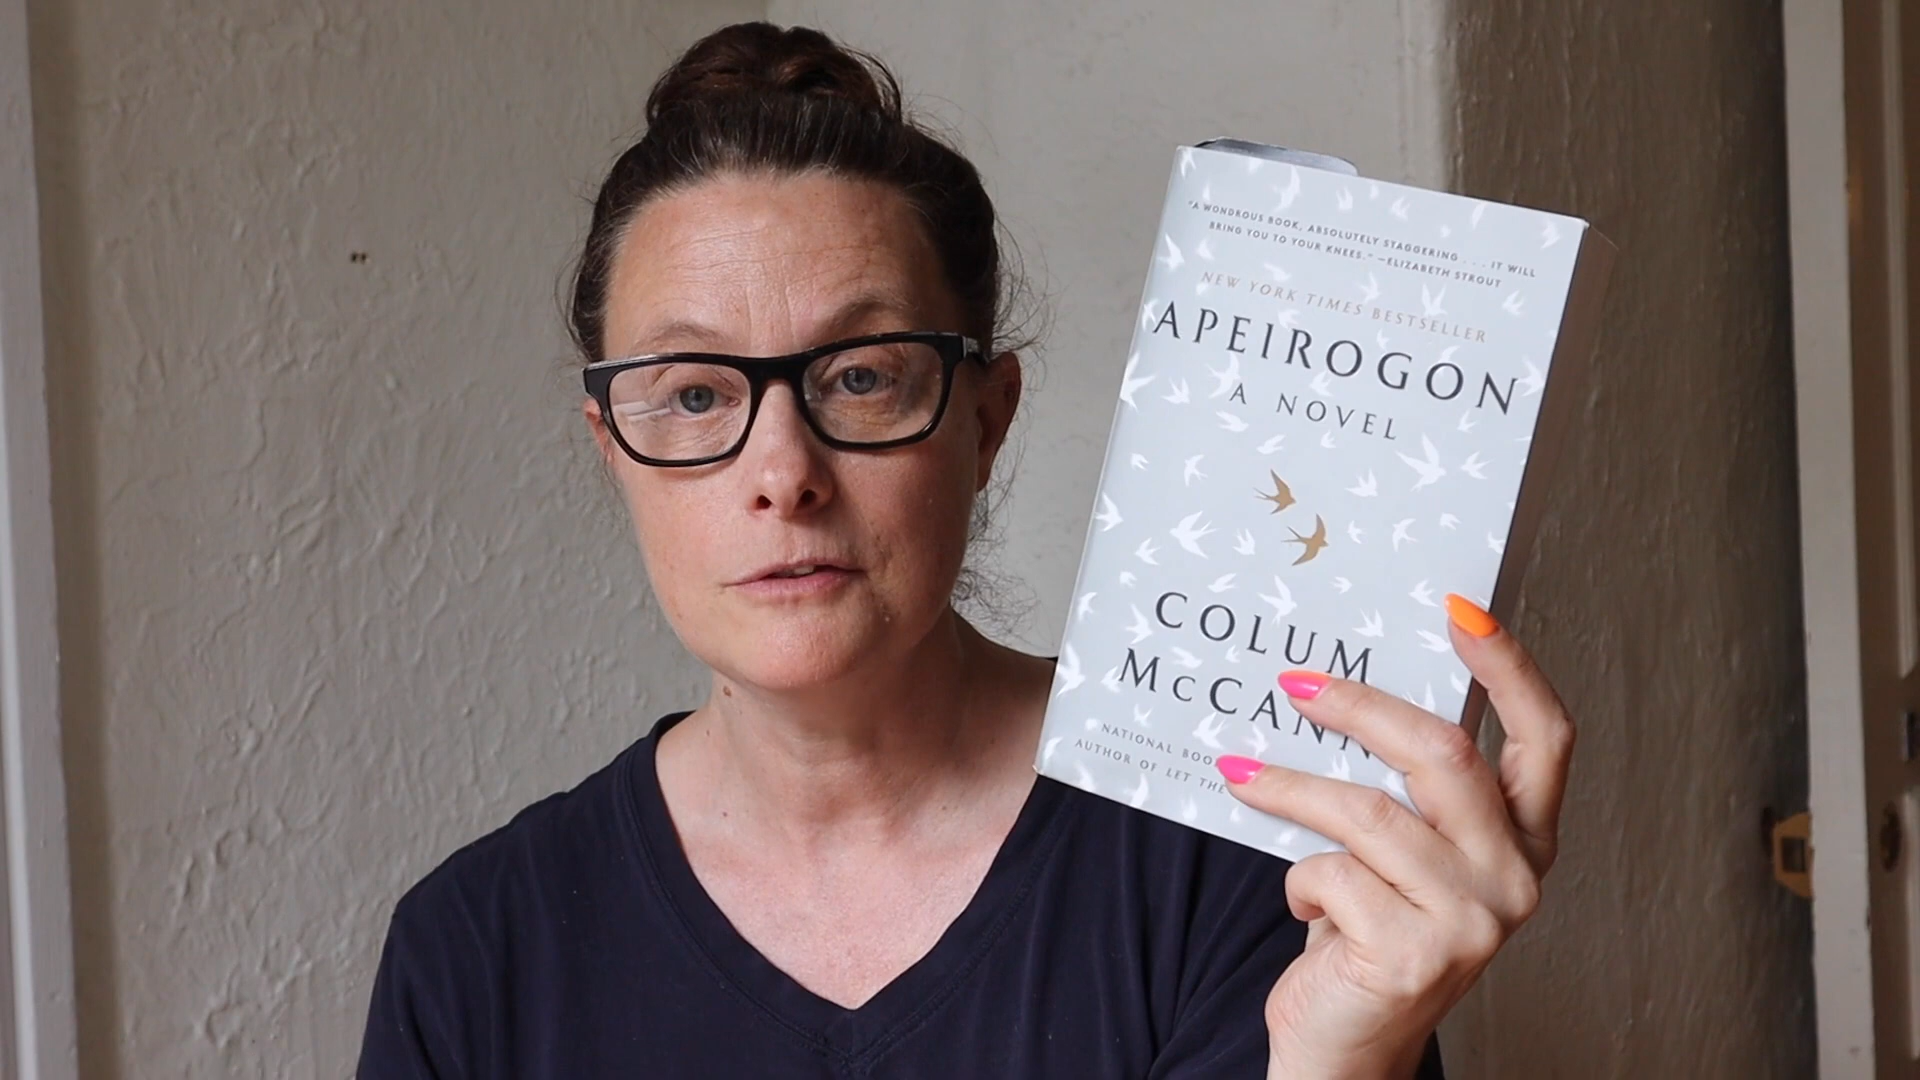 "A WONDROUS BOOK, ABSOLUTELY STAGGERING . . . IT WILL
BRING YOU TO YOUR KNEES." —ELIZABETH STROUT
NEW YORK TIMES BESTSELLER
APEIROGON
A NOVEL
COLUM
McCANN
NATIONAL BOO
AUTHOR OF LET THE